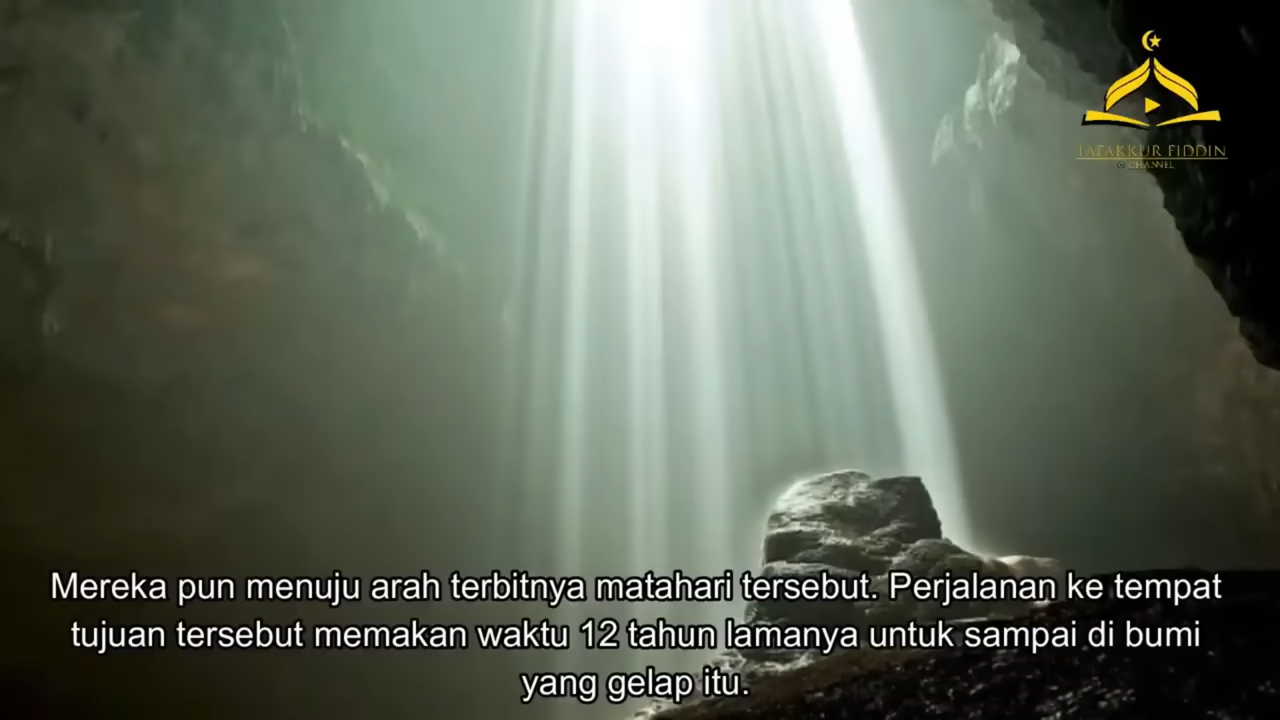 TAFAKKUR FIDDIN
CHANNEL
Mereka pun menuju arah terbitnya matahari tersebut. Perjalanan ke tempat
tujuan tersebut memakan waktu 12 tahun lamanya untuk sampai di bumi
yang gelap itu.